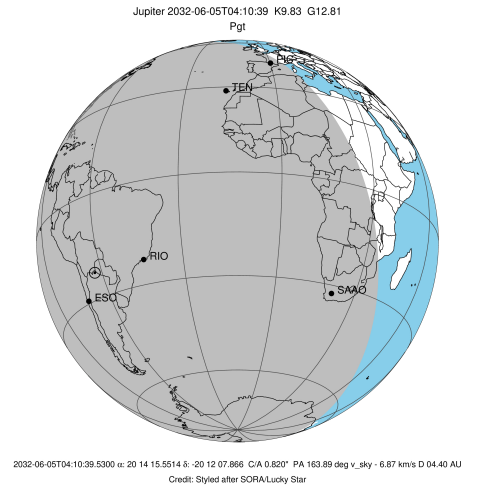 Jupiter 2032-06-05T04:10:39 K9.83 G12.81
Pgt
PIC
TEN
RIO
ESO
SAAO
2032-06-05T04:10:39.5300 α: 20 14 15.5514 δ: -20 12 07.866 C/A 0.820" PA 163.89 deg v_sky - 6.87 km/s D 04.40 AU
Credit: Styled after SORA/Lucky Star